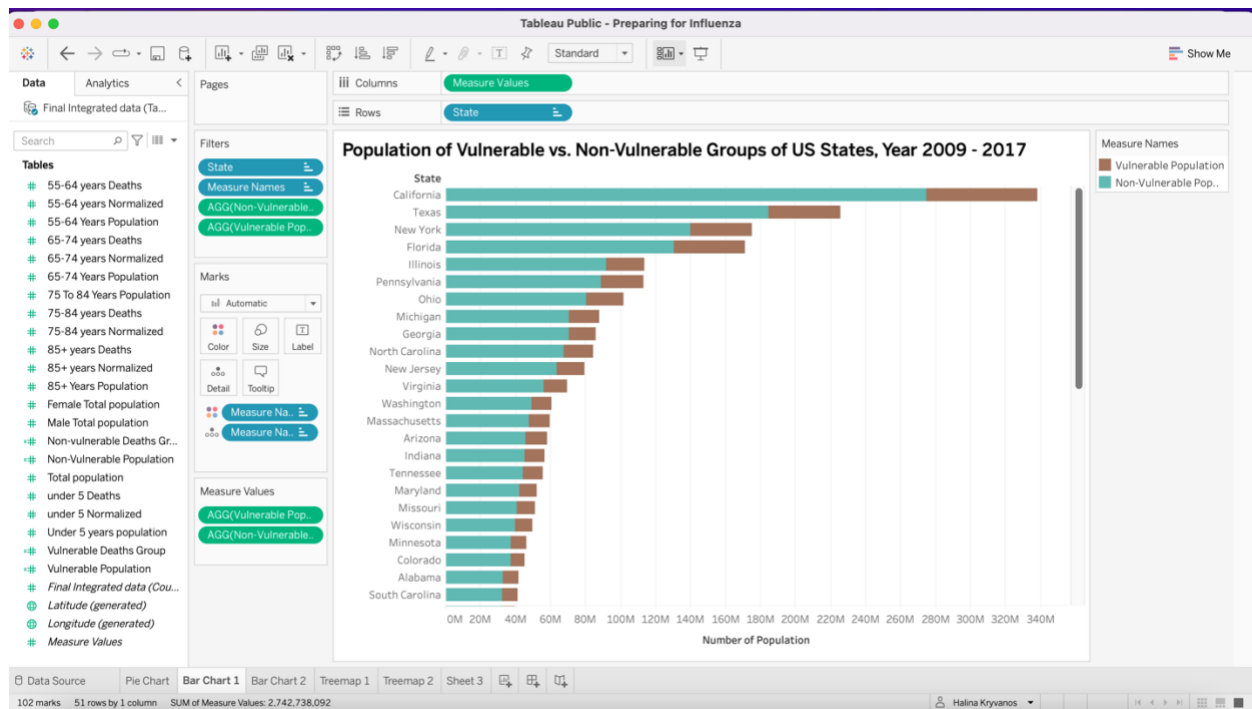 Tableau Public - Preparing for Influenza
Standard
Show Me
Data
Analytics
Final Integrated data (Ta...
Search
Tables
55-64 years Deaths
55-64 years Normalized
55-64 Years Population
65-74 years Deaths
65-74 years Normalized
65-74 Years Population
75 To 84 Years Population
75-84 years Deaths
75-84 years Normalized
85+ years Deaths
85+ years Normalized
85+ Years Population
Female Total population
Male Total population
Non-vulnerable Deaths Gr...
Non-Vulnerable Population
Total population
under 5 Deaths
under 5 Normalized
Under 5 years population
Vulnerable Deaths Group
Vulnerable Population
Final Integrated data (Cou...
Latitude (generated)
Longitude (generated)
Measure Values
Pages
Filters
State
Measure Names
AGG(Non-Vulnerable..
AGG(Vulnerable Pop..
Marks
Automatic
Color Size Label
Detail Tooltip
Measure Na..
Measure Na..
Measure Values
AGG(Vulnerable Pop..
AGG(Non-Vulnerable..
Columns Measure Values
Rows State
Population of Vulnerable vs. Non-Vulnerable Groups of US States, Year 2009 - 2017
State
California
Texas
New York
Florida
Illinois
Pennsylvania
Ohio
Michigan
Georgia
North Carolina
New Jersey
Virginia
Washington
Massachusetts
Arizona
Indiana
Tennessee
Maryland
Missouri
Wisconsin
Minnesota
Colorado
Alabama
South Carolina
0M 20M 40M 60M 80M 100M 120M 140M 160M 180M 200M 220M 240M 260M 280M 300M 320M 340M
Number of Population
Measure Names
Vulnerable Population
Non-Vulnerable Pop..
Data Source Pie Chart Bar Chart 1 Bar Chart 2 Treemap 1 Treemap 2 Sheet 3
102 marks 51 rows by 1 column SUM of Measure Values: 2,742,738,092
Halina Kryvanos